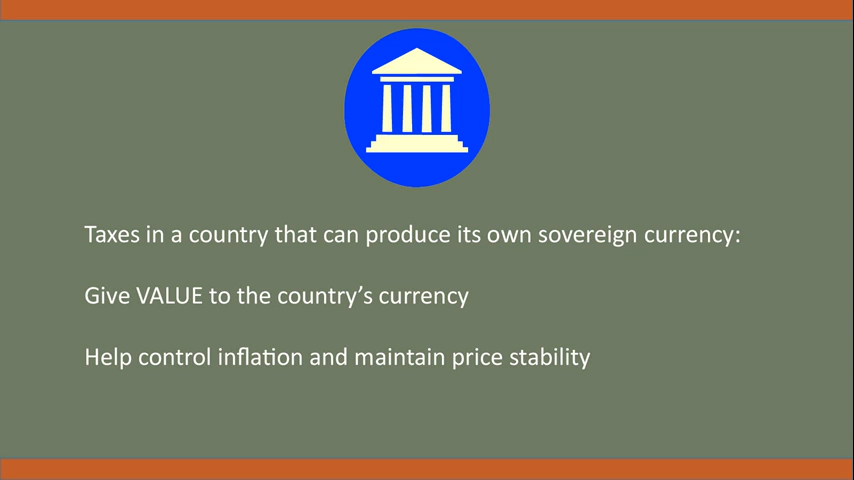 Taxes in a country that can produce its own sovereign currency:
Give VALUE to the country’s currency
Help control inflation and maintain price stability